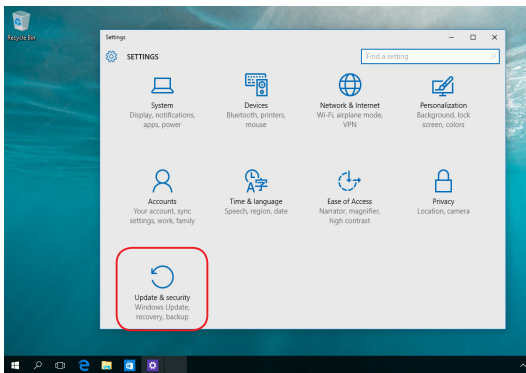 Recycle Bin
Settings
SETTINGS
Find a setting
System
Display, notifications,
apps, power
Devices
Bluetooth, printers,
mouse
Network & Internet
Wi-Fi, airplane mode,
VPN
Personalization
Background, lock
screen, colors
Accounts
Your account, sync
settings, work, family
A字
Time & language
Speech, region, date
Ease of Access
Narrator, magnifier,
high contrast
Privacy
Location, camera
Update & security
Windows Update,
recovery, backup